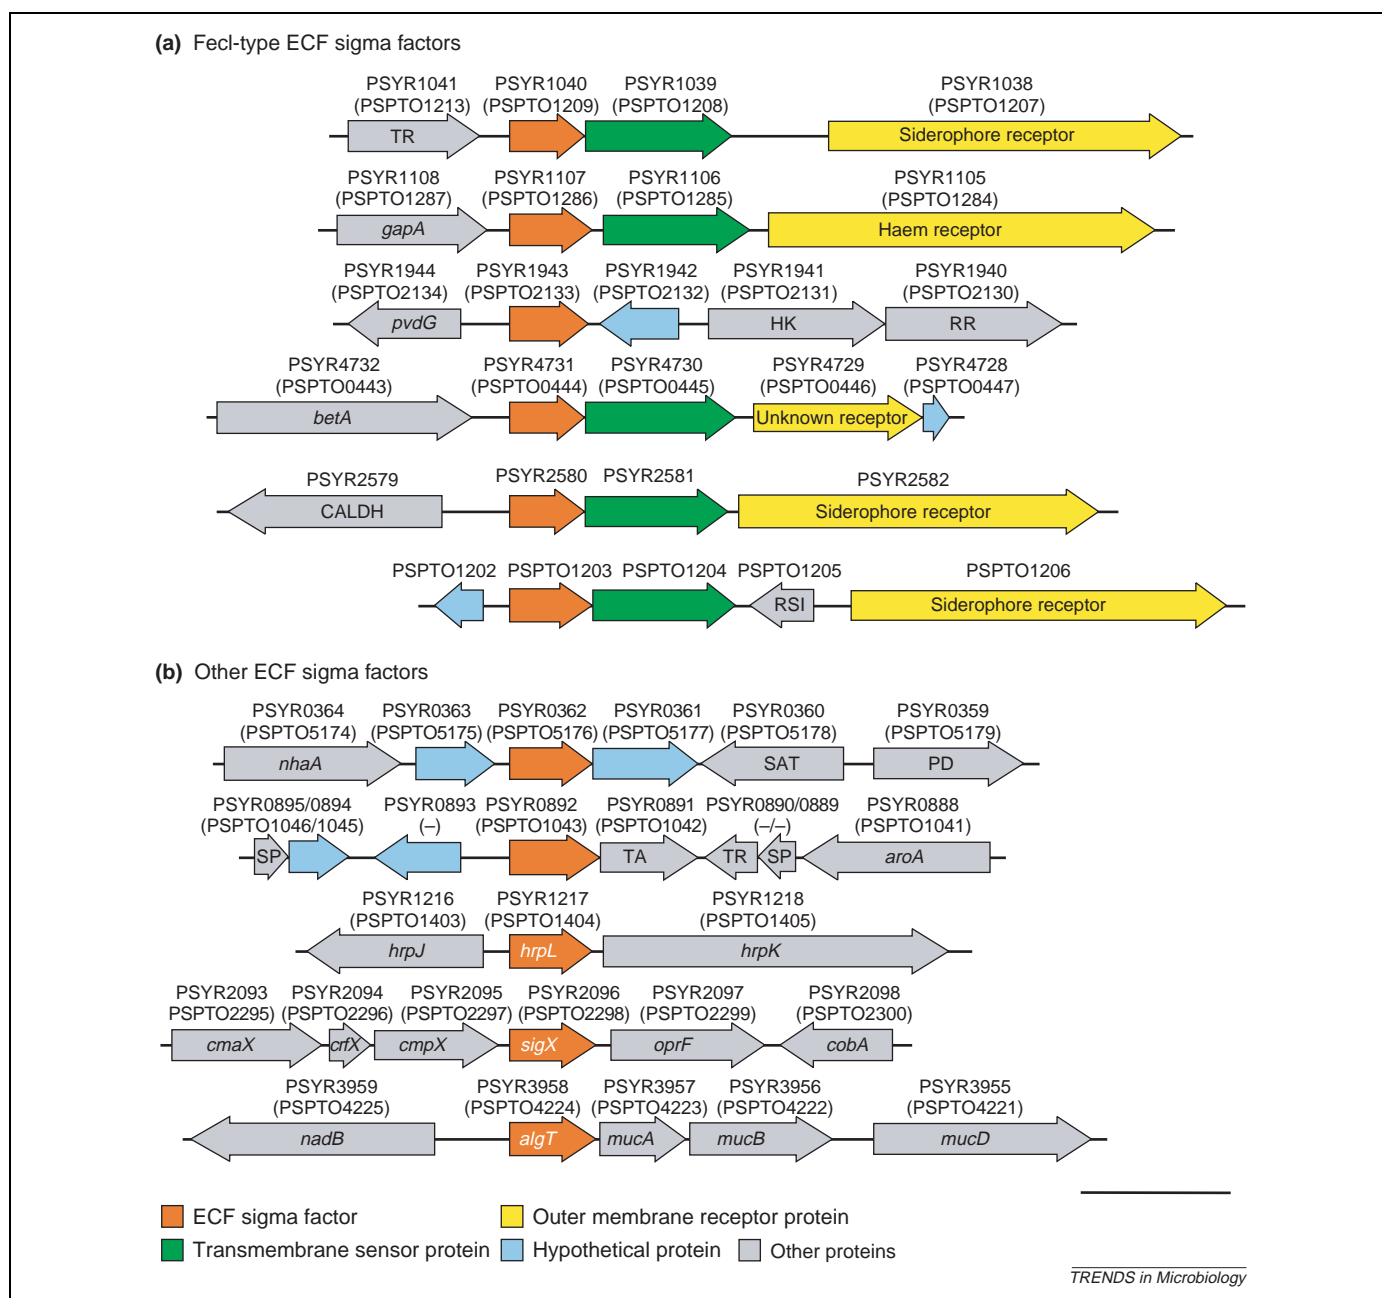 (a) FecI-type ECF sigma factors
PSYR1041 PSYR1040 PSYR1039 PSYR1038
(PSPTO1213) (PSPTO1209) (PSPTO1208) (PSPTO1207)
TR Siderophore receptor
PSYR1108 PSYR1107 PSYR1106 PSYR1105
(PSPTO1287) (PSPTO1286) (PSPTO1285) (PSPTO1284)
gapA Haem receptor
PSYR1944 PSYR1943 PSYR1942 PSYR1941 PSYR1940
(PSPTO2134) (PSPTO2133) (PSPTO2132) (PSPTO2131) (PSPTO2130)
pvdG HK RR
PSYR4732 PSYR4731 PSYR4730 PSYR4729 PSYR4728
(PSPTO0443) (PSPTO0444) (PSPTO0445) (PSPTO0446) (PSPTO0447)
betA Unknown receptor
PSYR2579 PSYR2580 PSYR2581 PSYR2582
CALDH Siderophore receptor
PSPTO1202 PSPTO1203 PSPTO1204 PSPTO1205 PSPTO1206
RSI Siderophore receptor
(b) Other ECF sigma factors
PSYR0364 PSYR0363 PSYR0362 PSYR0361 PSYR0360 PSYR0359
(PSPTO5174) (PSPTO5175) (PSPTO5176) (PSPTO5177) (PSPTO5178) (PSPTO5179)
nhaA SAT PD
PSYR0895/0894 PSYR0893 PSYR0892 PSYR0891 PSYR0890/0889 PSYR0888
(PSPTO1046/1045) (–) (PSPTO1043) (PSPTO1042) (–/–) (PSPTO1041)
SP TA TR SP aroA
PSYR1216 PSYR1217 PSYR1218
(PSPTO1403) (PSPTO1404) (PSPTO1405)
hrpJ hrpL hrpK
PSYR2093 PSYR2094 PSYR2095 PSYR2096 PSYR2097 PSYR2098
PSPTO2295) (PSPTO2296) (PSPTO2297) (PSPTO2298) (PSPTO2299) (PSPTO2300)
cmaX crfX cmpX sigX oprF cobA
PSYR3959 PSYR3958 PSYR3957 PSYR3956 PSYR3955
(PSPTO4225) (PSPTO4224) (PSPTO4223) (PSPTO4222) (PSPTO4221)
nadB algT mucA mucB mucD
ECF sigma factor Outer membrane receptor protein
Transmembrane sensor protein Hypothetical protein Other proteins
TRENDS in Microbiology